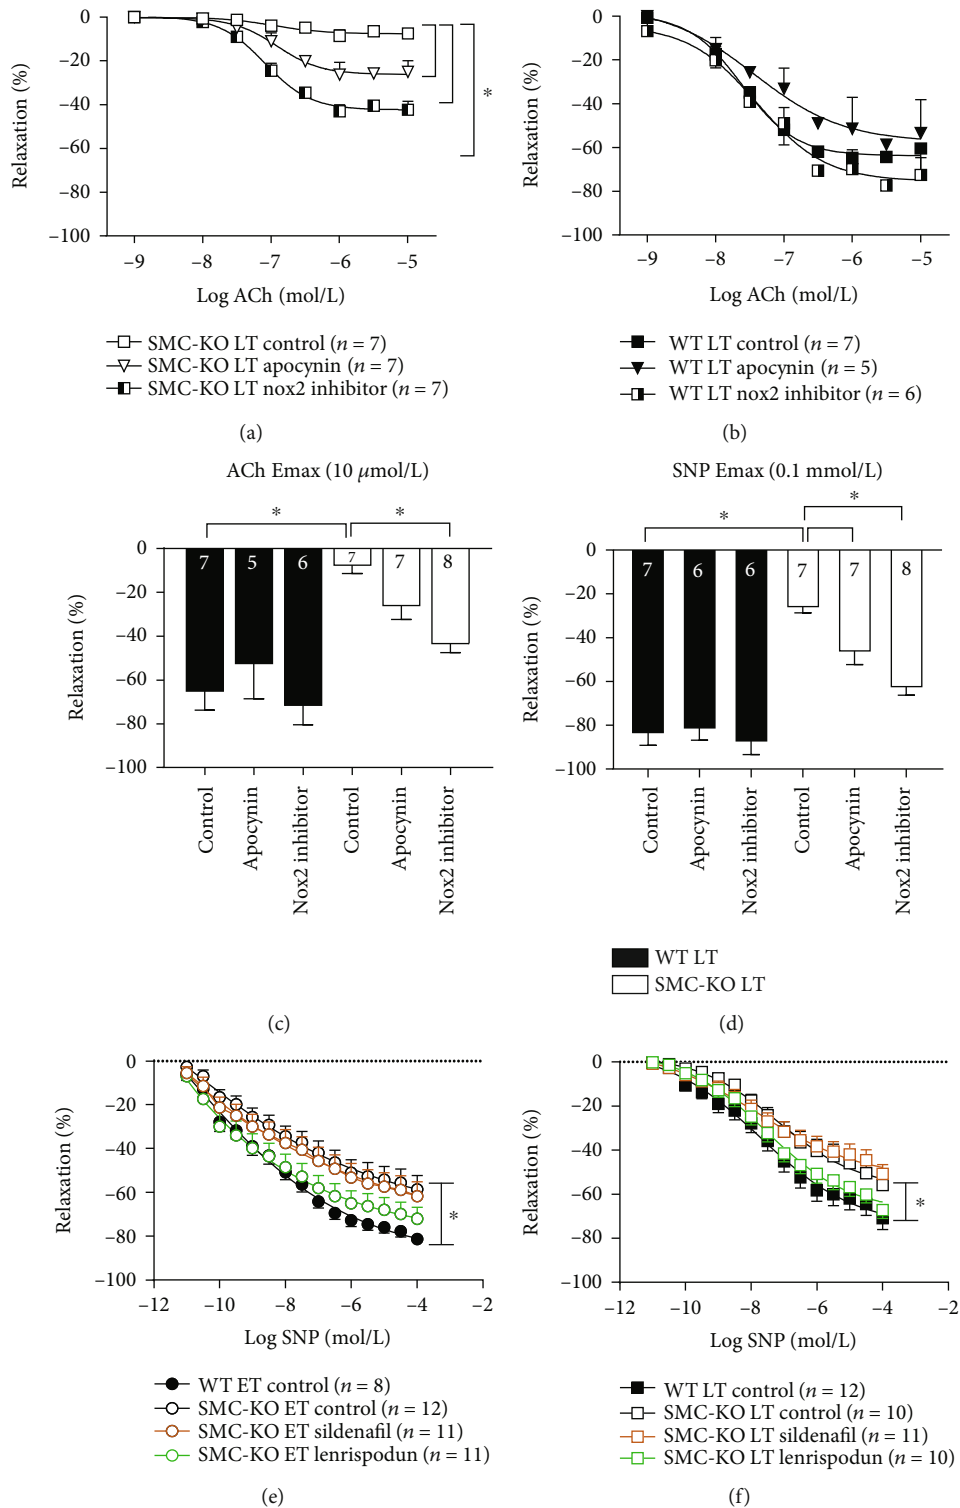 0
−20
−40
−60
−80
−100
Relaxation (%)
−9 −8 −7 −6 −5
Log ACh (mol/L)
*
SMC-KO LT control (n = 7)
SMC-KO LT apocynin (n = 7)
SMC-KO LT nox2 inhibitor (n = 7)
(a)
0
−20
−40
−60
−80
−100
Relaxation (%)
−9 −8 −7 −6 −5
Log ACh (mol/L)
WT LT control (n = 7)
WT LT apocynin (n = 5)
WT LT nox2 inhibitor (n = 6)
(b)
ACh Emax (10 μmol/L)
* *
0
−20
−40
−60
−80
−100
Relaxation (%)
7 5 6 7 7 8
Control
Apocynin
Nox2 inhibitor
Control
Apocynin
Nox2 inhibitor
(c)
SNP Emax (0.1 mmol/L)
* *
0
−20
−40
−60
−80
−100
Relaxation (%)
7 6 6 7 7 8
Control
Apocynin
Nox2 inhibitor
Control
Apocynin
Nox2 inhibitor
WT LT
SMC-KO LT
(d)
0
−20
−40
−60
−80
−100
Relaxation (%)
*
−12 −10 −8 −6 −4 −2
Log SNP (mol/L)
WT ET control (n = 8)
SMC-KO ET control (n = 12)
SMC-KO ET sildenafil (n = 11)
SMC-KO ET lenrispodun (n = 11)
(e)
0
−20
−40
−60
−80
−100
Relaxation (%)
*
−12 −10 −8 −6 −4 −2
Log SNP (mol/L)
WT LT control (n = 12)
SMC-KO LT control (n = 10)
SMC-KO LT sildenafil (n = 11)
SMC-KO LT lenrispodun (n = 10)
(f)